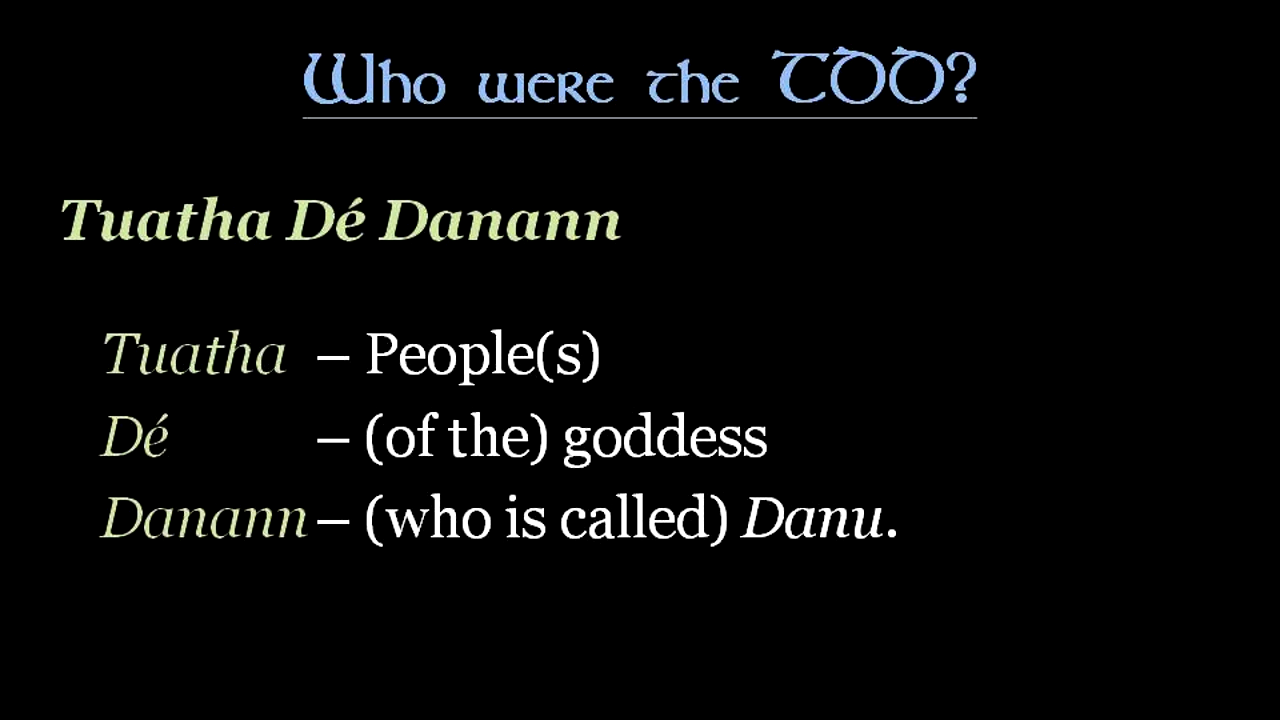 Who were the TDD?
Tuatha Dé Danann
Tuatha – People(s)
Dé – (of the) goddess
Danann – (who is called) Danu.